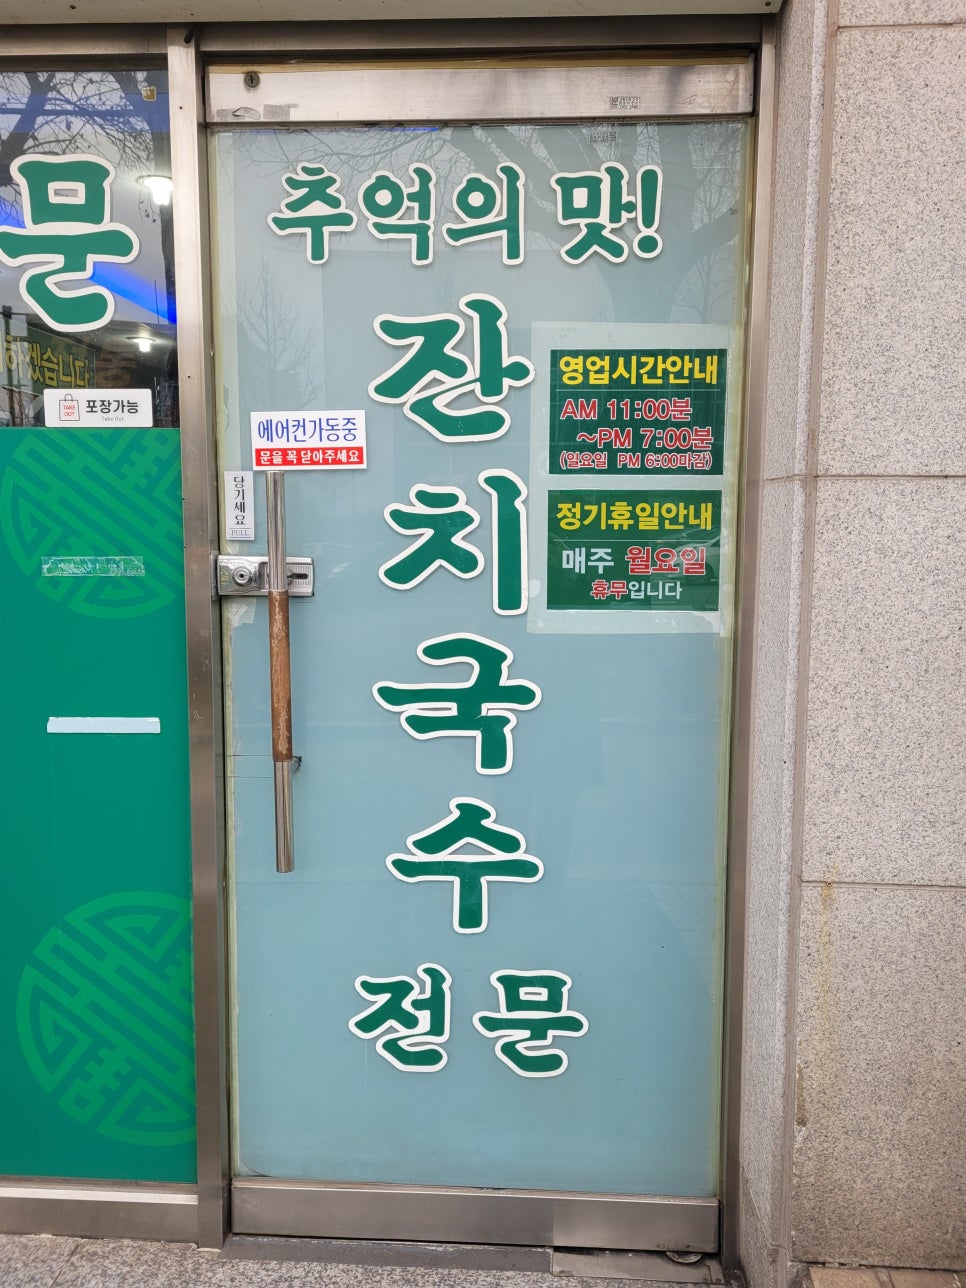 문
겠습니다
포장가능
Take Out
TAKE
OUT
추억의 맛!
잔
치
국
수
전문
에어컨가동중
문을 꼭 닫아주세요
당기세요
PULL
영업시간안내
AM 11:00분
~PM 7:00분
(일요일 PM 6:00마감)
정기휴일안내
매주 월요일
휴무입니다